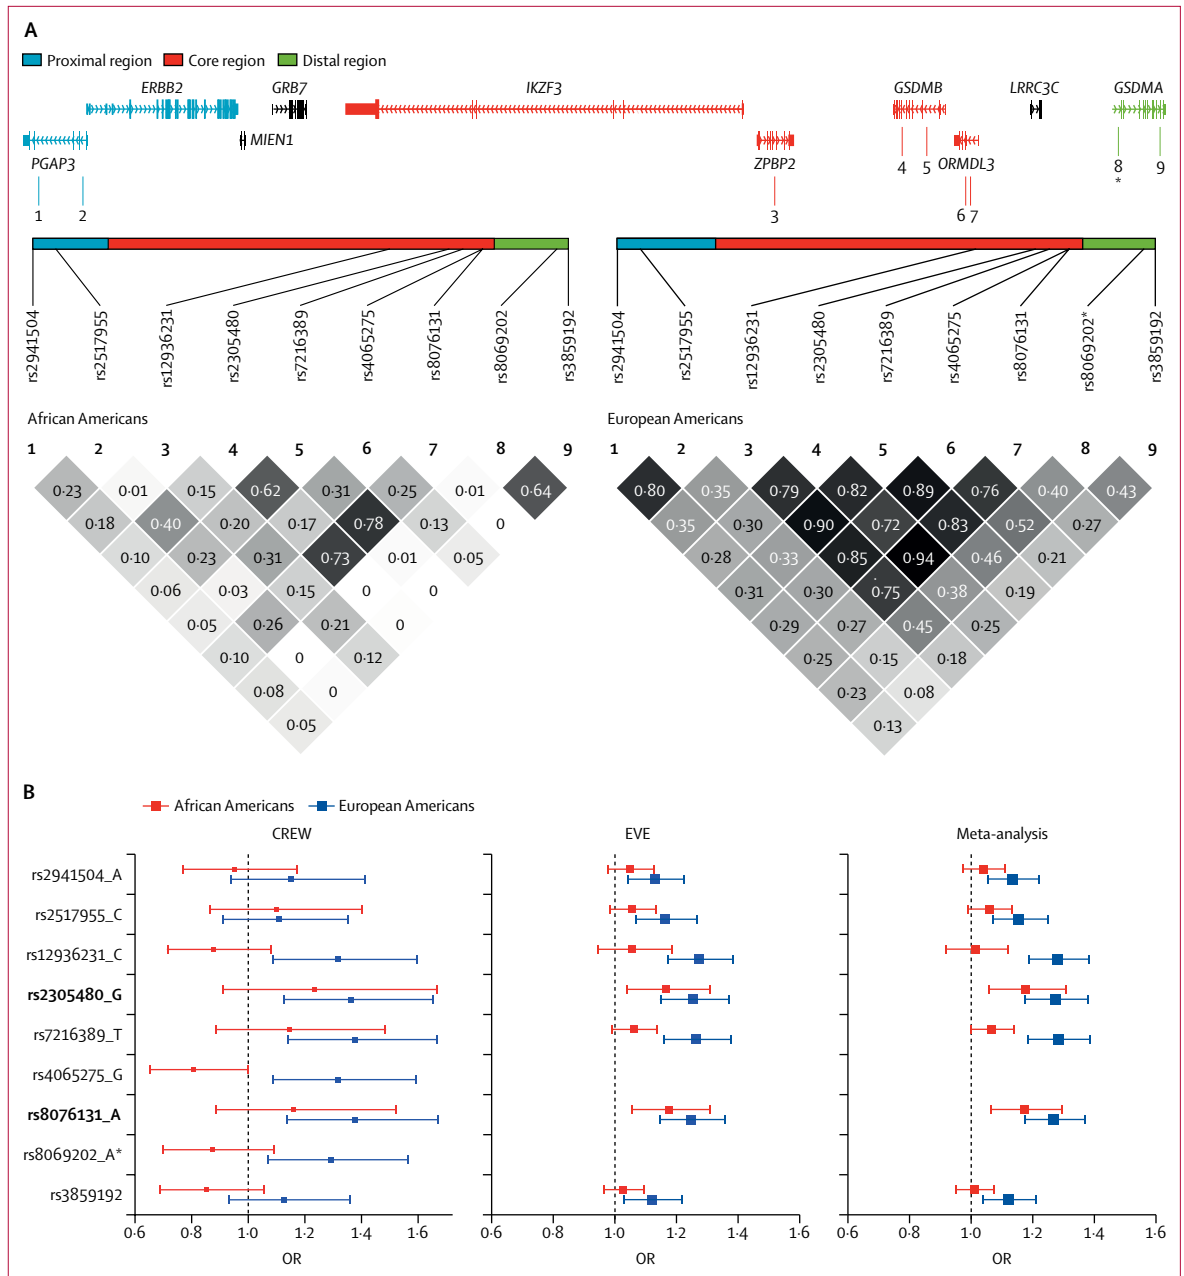 A
Proximal region Core region Distal region
ERBB2 GRB7 IKZF3 GSDMB LRRC3C GSDMA
MIEN1
PGAP3 ZPBP2 ORMDL3
4 5 8 9
*
1 2 3 6 7
rs2941504 rs2517955 rs12936231 rs2305480 rs7216389 rs4065275 rs8076131 rs8069202 rs3859192
rs2941504 rs2517955 rs12936231 rs2305480 rs7216389 rs4065275 rs8076131 rs8069202* rs3859192
African Americans
1 2 3 4 5 6 7 8 9
0·23 0·01 0·15 0·62 0·31 0·25 0·01 0·64
0·18 0·40 0·20 0·17 0·78 0·13 0
0·10 0·23 0·31 0·73 0·01 0·05
0·06 0·03 0·15 0 0
0·05 0·26 0·21 0
0·10 0 0·12
0·08 0
0·05
European Americans
1 2 3 4 5 6 7 8 9
0·80 0·35 0·79 0·82 0·89 0·76 0·40 0·43
0·35 0·30 0·90 0·72 0·83 0·52 0·27
0·28 0·33 0·85 0·94 0·46 0·21
0·31 0·30 0·75 0·38 0·19
0·29 0·27 0·45 0·25
0·25 0·15 0·18
0·23 0·08
0·13
B
African Americans European Americans
CREW EVE Meta-analysis
rs2941504_A
rs2517955_C
rs12936231_C
rs2305480_G
rs7216389_T
rs4065275_G
rs8076131_A
rs8069202_A*
rs3859192
0·6 0·8 1·0 1·2 1·4 1·6 0·6 0·8 1·0 1·2 1·4 1·6 0·6 0·8 1·0 1·2 1·4 1·6
OR OR OR